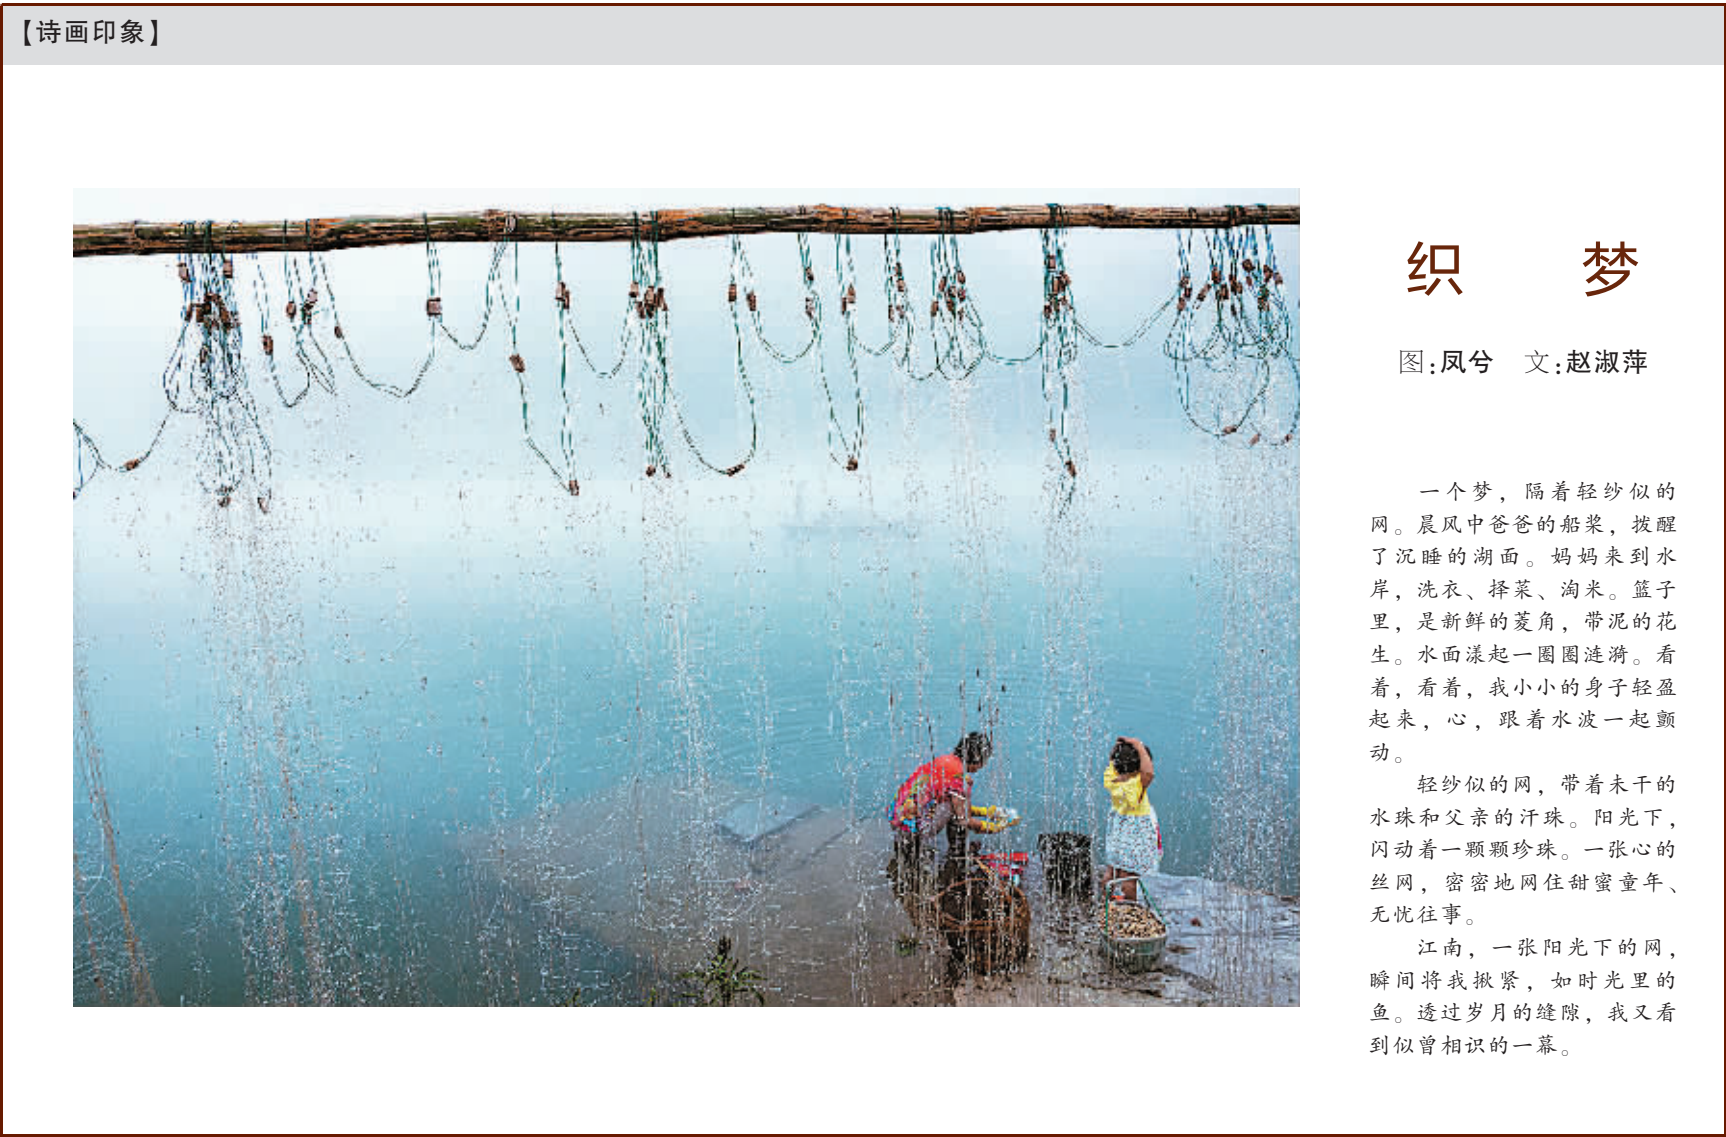 【诗画印象】
织 梦
图:凤兮 文:赵淑萍
一个梦，隔着轻纱似的
网。晨风中爸爸的船桨，拨醒
了沉睡的湖面。妈妈来到水
岸，洗衣、择菜、淘米。篮子
里，是新鲜的菱角，带泥的花
生。水面漾起一圈圈涟漪。看
着，看着，我小小的身子轻盈
起来，心，跟着水波一起颤
动。
轻纱似的网，带着未干的
水珠和父亲的汗珠。阳光下，
闪动着一颗颗珍珠。一张心的
丝网，密密地网住甜蜜童年、
无忧往事。
江南，一张阳光下的网，
瞬间将我揪紧，如时光里的
鱼。透过岁月的缝隙，我又看
到似曾相识的一幕。